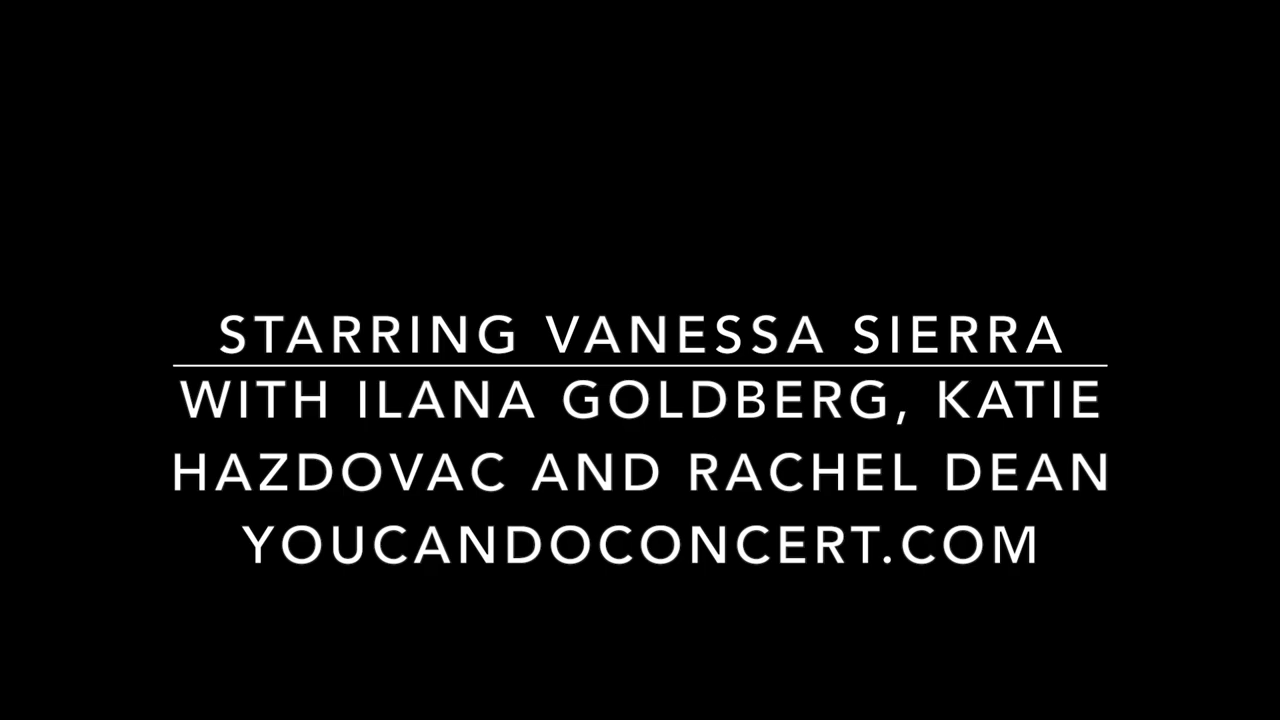 STARRING VANESSA SIERRA
WITH ILANA GOLDBERG, KATIE
HAZDOVAC AND RACHEL DEAN
YOUCANDOCONCERT.COM